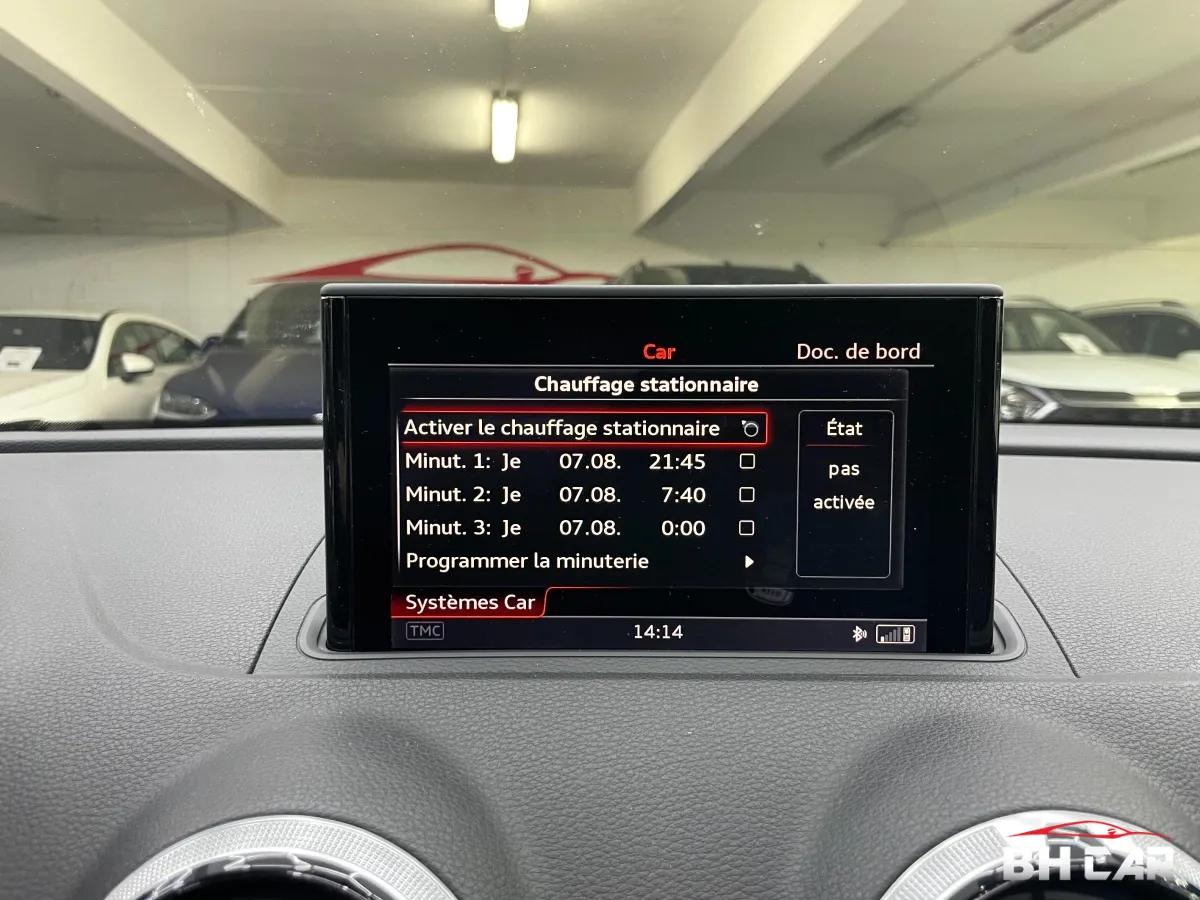 Car Doc. de bord
Chauffage stationnaire
Activer le chauffage stationnaire
Minut. 1: Je 07.08. 21:45
Minut. 2: Je 07.08. 7:40
Minut. 3: Je 07.08. 0:00
Programmer la minuterie
État
pas
activée
Systèmes Car
TMC 14:14
BH CAR